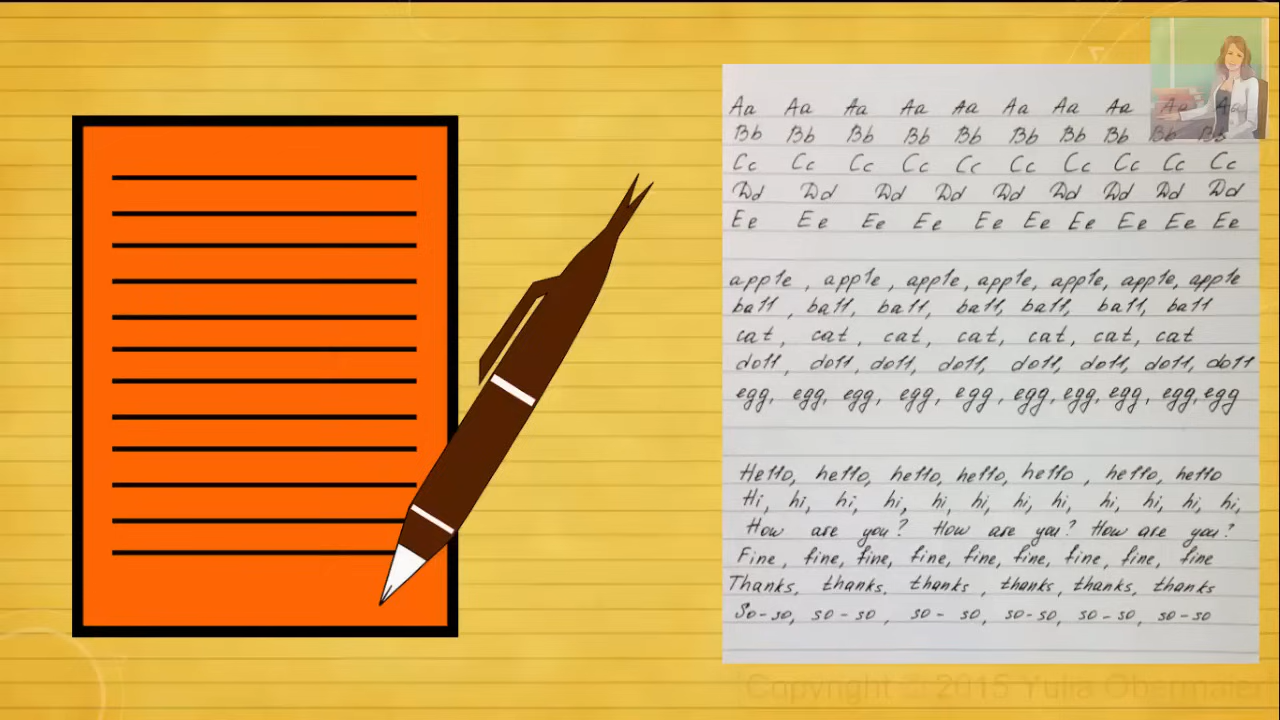 Aa Aa Aa Aa Aa Aa Aa Aa Aa Aa
Bb Bb Bb Bb Bb Bb Bb Bb Bb Bb
Cc Cc Cc Cc Cc Cc Cc Cc Cc Cc
Dd Dd Dd Dd Dd Dd Dd Dd Dd
Ee Ee Ee Ee Ee Ee Ee Ee Ee Ee
apple, apple, apple, apple, apple, apple, apple
ball, ball, ball, ball, ball, ball, ball
cat, cat, cat, cat, cat, cat, cat
doll, doll, doll, doll, doll, doll, doll, doll
egg, egg, egg, egg, egg, egg, egg, egg, egg, egg
Hello, hello, hello, hello, hello, hello, hello
Hi, hi, hi, hi, hi, hi, hi, hi, hi, hi, hi, hi,
How are you? How are you? How are you?
Fine, fine, fine, fine, fine, fine, fine, fine, fine
Thanks, thanks, thanks, thanks, thanks, thanks
So-so, so-so, so-so, so-so, so-so, so-so
Copyright © 2015 Yulia Obermaier